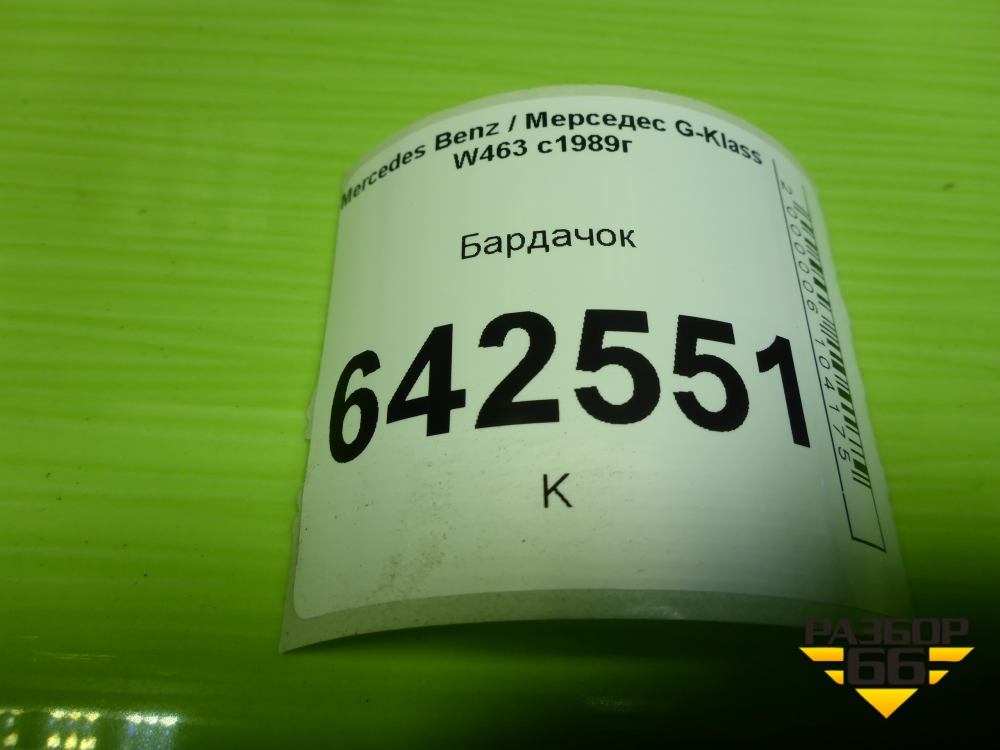 Mercedes Benz / Мерседес G-Klass
W463 с1989г
Бардачок
642551
К
2000006104175
РАЗБОР
66